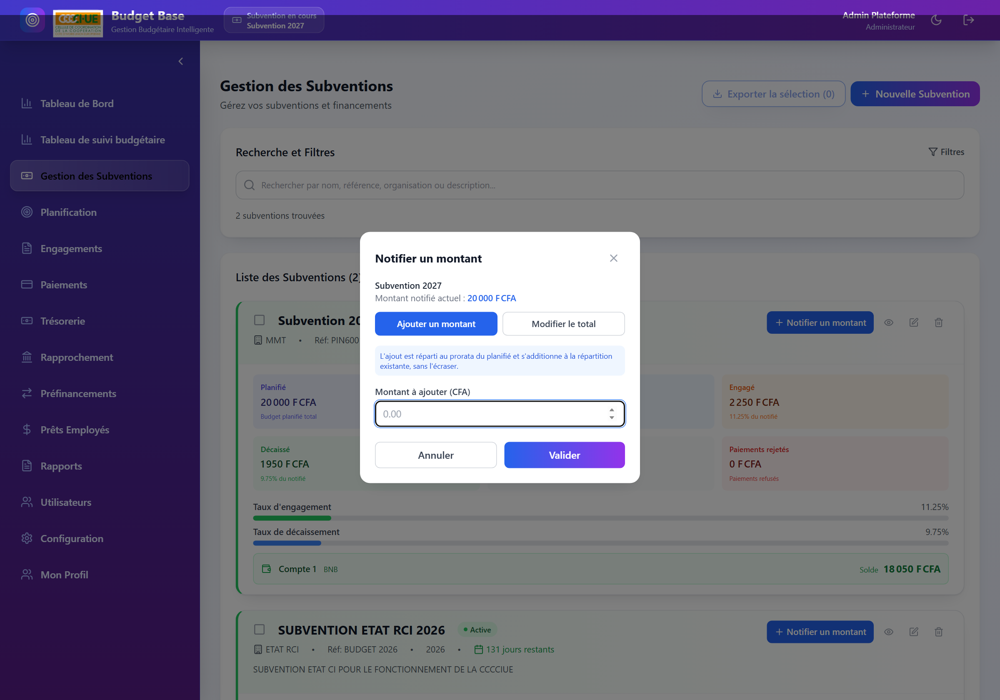 CCCCI-UE
CELLULE DE COORDINATION
DE LA COOPERATION
Budget Base
Gestion Budgétaire Intelligente
Subvention en cours
Subvention 2027
Admin Plateforme
Administrateur
Tableau de Bord
Tableau de suivi budgétaire
Gestion des Subventions
Planification
Engagements
Paiements
Trésorerie
Rapprochement
Préfinancements
Prêts Employés
Rapports
Utilisateurs
Configuration
Mon Profil
Gestion des Subventions
Gérez vos subventions et financements
Exporter la sélection (0)
Nouvelle Subvention
Recherche et Filtres
Filtres
Rechercher par nom, référence, organisation ou description...
2 subventions trouvées
Liste des Subventions (2)
Subvention 20
Notifier un montant
MMT • Réf: PIN600
Planifié
20 000 F CFA
Budget planifié total
Engagé
2 250 F CFA
11.25% du notifié
Décaissé
1 950 F CFA
9.75% du notifié
Paiements rejetés
0 F CFA
Paiements refusés
Taux d'engagement
11.25%
Taux de décaissement
9.75%
Compte 1 BNB
Solde 18 050 F CFA
SUBVENTION ETAT RCI 2026
Active
Notifier un montant
ETAT RCI • Réf: BUDGET 2026 • 2026 • 131 jours restants
SUBVENTION ETAT CI POUR LE FONCTIONNEMENT DE LA CCCCIUE
Notifier un montant
Subvention 2027
Montant notifié actuel : 20 000 F CFA
Ajouter un montant
Modifier le total
L'ajout est réparti au prorata du planifié et s'additionne à la répartition
existante, sans l'écraser.
Montant à ajouter (CFA)
0.00
Annuler
Valider